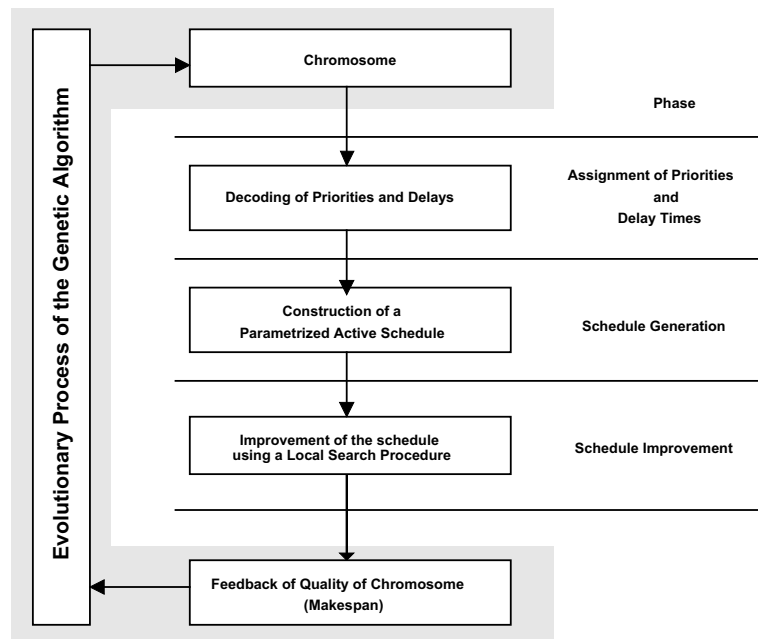 Evolutionary Process of the Genetic Algorithm
Chromosome
Phase
Decoding of Priorities and Delays
Assignment of Priorities
and
Delay Times
Construction of a
Parametrized Active Schedule
Schedule Generation
Improvement of the schedule
using a Local Search Procedure
Schedule Improvement
Feedback of Quality of Chromosome
(Makespan)